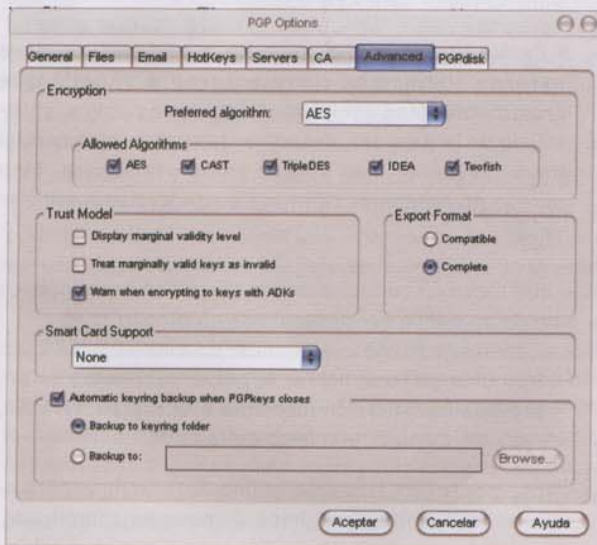 PGP Options
General Files Email HotKeys Servers CA Advanced PGPdisk
Encryption
Preferred algorithm: AES
Allowed Algorithms
AES CAST TripleDES IDEA Twofish
Trust Model
Display marginal validity level
Treat marginally valid keys as invalid
Warn when encrypting to keys with ADKs
Export Format
Compatible
Complete
Smart Card Support
None
Automatic keyring backup when PGPkeys closes
Backup to keyring folder
Backup to:
Browse...
Aceptar Cancelar Ayuda